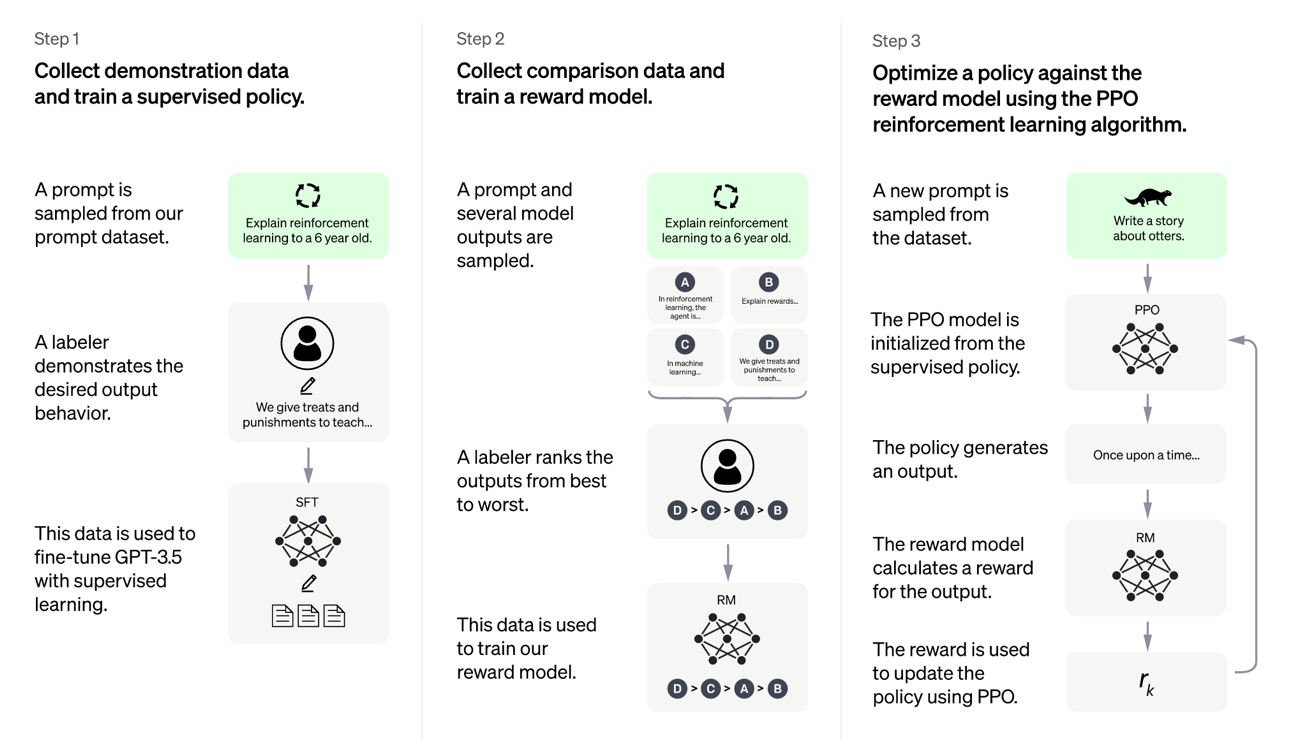 Step 1
Collect demonstration data
and train a supervised policy.
A prompt is
sampled from our
prompt dataset.
Explain reinforcement
learning to a 6 year old.
A labeler
demonstrates the
desired output
behavior.
We give treats and
punishments to teach...
This data is used to
fine-tune GPT-3.5
with supervised
learning.
SFT
Step 2
Collect comparison data and
train a reward model.
A prompt and
several model
outputs are
sampled.
Explain reinforcement
learning to a 6 year old.
A
In reinforcement
learning, the
agent is...
B
Explain rewards...
C
In machine
learning...
D
We give treats and
punishments to
teach...
A labeler ranks the
outputs from best
to worst.
D > C > A > B
This data is used
to train our
reward model.
RM
D > C > A > B
Step 3
Optimize a policy against the
reward model using the PPO
reinforcement learning algorithm.
A new prompt is
sampled from
the dataset.
Write a story
about otters.
The PPO model is
initialized from the
supervised policy.
PPO
The policy generates
an output.
Once upon a time...
The reward model
calculates a reward
for the output.
RM
The reward is used
to update the
policy using PPO.
rk